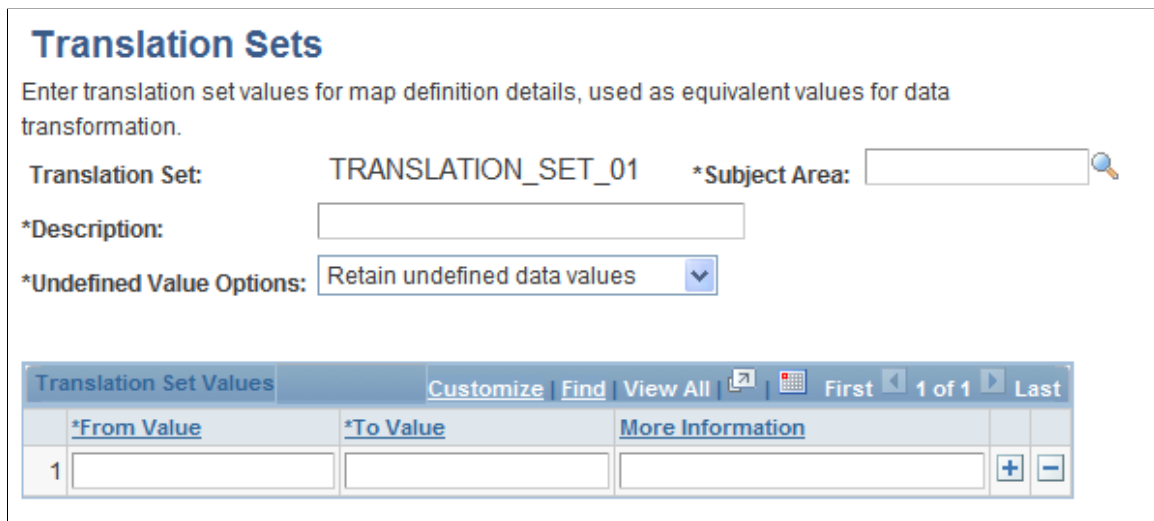 Translation Sets
Enter translation set values for map definition details, used as equivalent values for data
transformation.
Translation Set: TRANSLATION_SET_01 *Subject Area:
*Description:
*Undefined Value Options: Retain undefined data values
Translation Set Values Customize | Find | View All | | First 1 of 1 Last
*From Value *To Value More Information
1